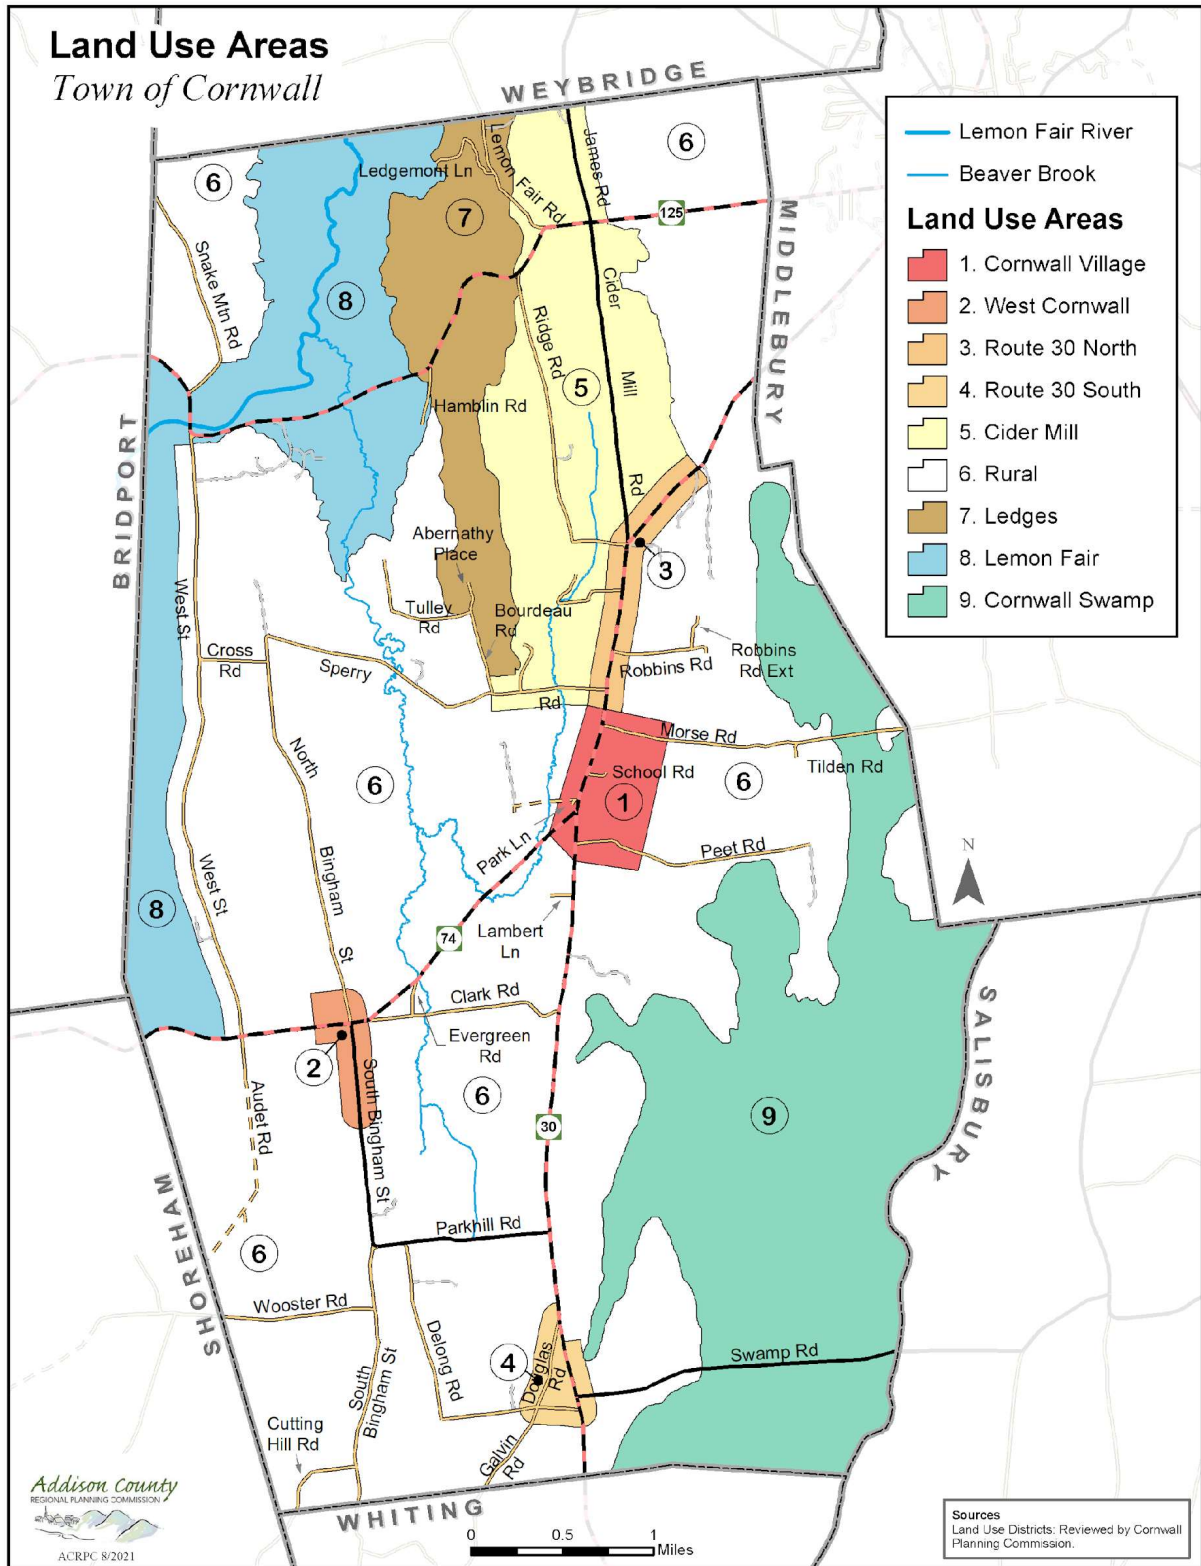 Land Use Areas
Town of Cornwall
WEYBRIDGE
Lemon Fair River
Beaver Brook
Land Use Areas
1. Cornwall Village
2. West Cornwall
3. Route 30 North
4. Route 30 South
5. Cider Mill
6. Rural
7. Ledges
8. Lemon Fair
9. Cornwall Swamp
6
Ledgemont Ln
Lemon Fair Rd
James Rd
6
7
125
MIDDLEBURY
Snake Mtn Rd
8
Cider
Mill
Rd
Ridge Rd
5
Hamblin Rd
BRIDPORT
Abernathy
Place
3
West St
Tulley
Rd
Bourdeau
Rd
Cross
Rd
Sperry
Rd
Robbins Rd
Robbins
Rd Ext
Morse Rd
Tilden Rd
North
Bingham
St
6
School Rd
6
1
Park Ln
Peet Rd
N
West St
8
74
Lambert
Ln
Clark Rd
Evergreen
Rd
SALISBURY
2
South Bingham St
6
9
30
Audet Rd
SHOREHAM
6
Parkhill Rd
Wooster Rd
Delong Rd
4
Douglas
Rd
Swamp Rd
South
Bingham St
Cutting
Hill Rd
Galvin
Rd
WHITING
Addison County
REGIONAL PLANNING COMMISSION
ACRPC 8/2021
0 0.5 1
Miles
Sources
Land Use Districts: Reviewed by Cornwall
Planning Commission.